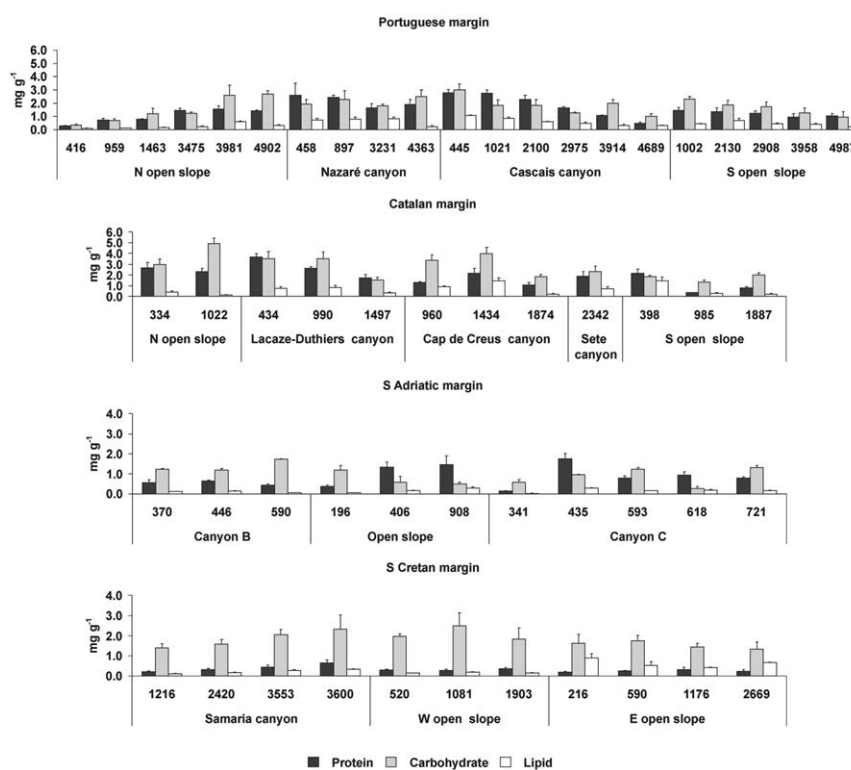 Portuguese margin
6.0
5.0
4.0
3.0
2.0
1.0
0.0
mg g⁻¹
416 959 1463 3475 3981 4902 458 897 3231 4363 445 1021 2100 2975 3914 4689 1002 2130 2908 3958 4987
N open slope Nazaré canyon Cascais canyon S open slope
Catalan margin
6.0
5.0
4.0
3.0
2.0
1.0
0.0
mg g⁻¹
334 1022 434 990 1497 960 1434 1874 2342 398 985 1887
N open slope Lacaze-Duthiers canyon Cap de Creus canyon Sete canyon S open slope
S Adriatic margin
4.0
3.0
2.0
1.0
0.0
mg g⁻¹
370 446 590 196 406 908 341 435 593 618 721
Canyon B Open slope Canyon C
S Cretan margin
4.0
3.0
2.0
1.0
0.0
mg g⁻¹
1216 2420 3553 3600 520 1081 1903 216 590 1176 2669
Samaria canyon W open slope E open slope
Protein Carbohydrate Lipid